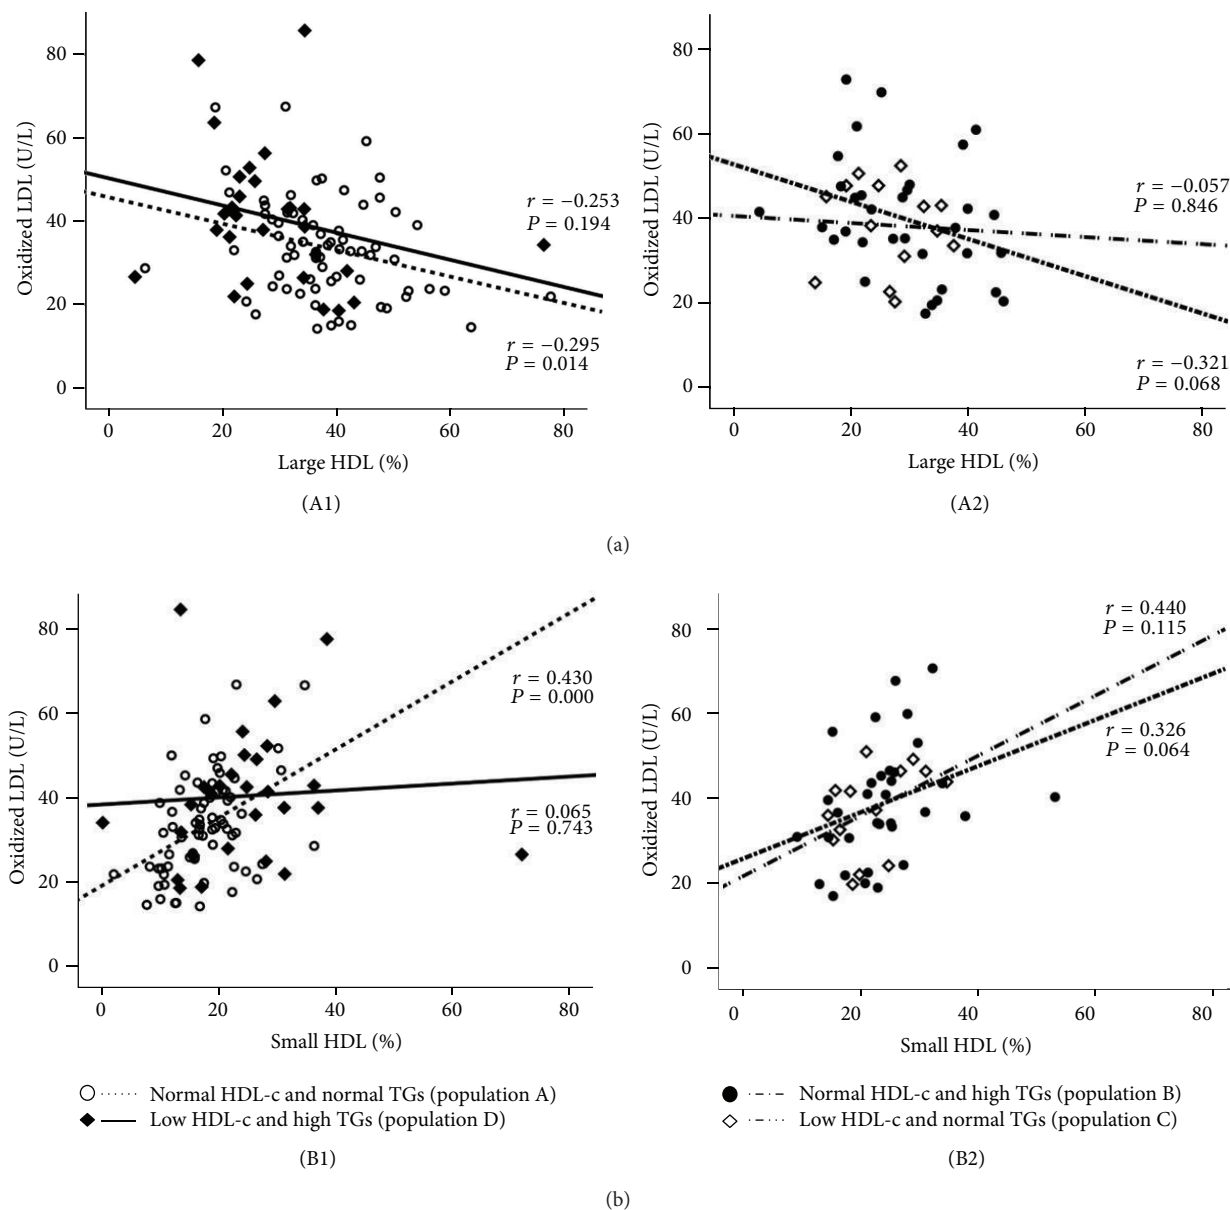 80
60
40
20
0
Oxidized LDL (U/L)
r = −0.253
P = 0.194
r = −0.295
P = 0.014
0 20 40 60 80
Large HDL (%)
(A1)
80
60
40
20
0
Oxidized LDL (U/L)
r = −0.057
P = 0.846
r = −0.321
P = 0.068
0 20 40 60 80
Large HDL (%)
(A2)
(a)
80
60
40
20
0
Oxidized LDL (U/L)
r = 0.430
P = 0.000
r = 0.065
P = 0.743
0 20 40 60 80
Small HDL (%)
Normal HDL-c and normal TGs (population A)
Low HDL-c and high TGs (population D)
(B1)
80
60
40
20
0
Oxidized LDL (U/L)
r = 0.440
P = 0.115
r = 0.326
P = 0.064
0 20 40 60 80
Small HDL (%)
Normal HDL-c and high TGs (population B)
Low HDL-c and normal TGs (population C)
(B2)
(b)